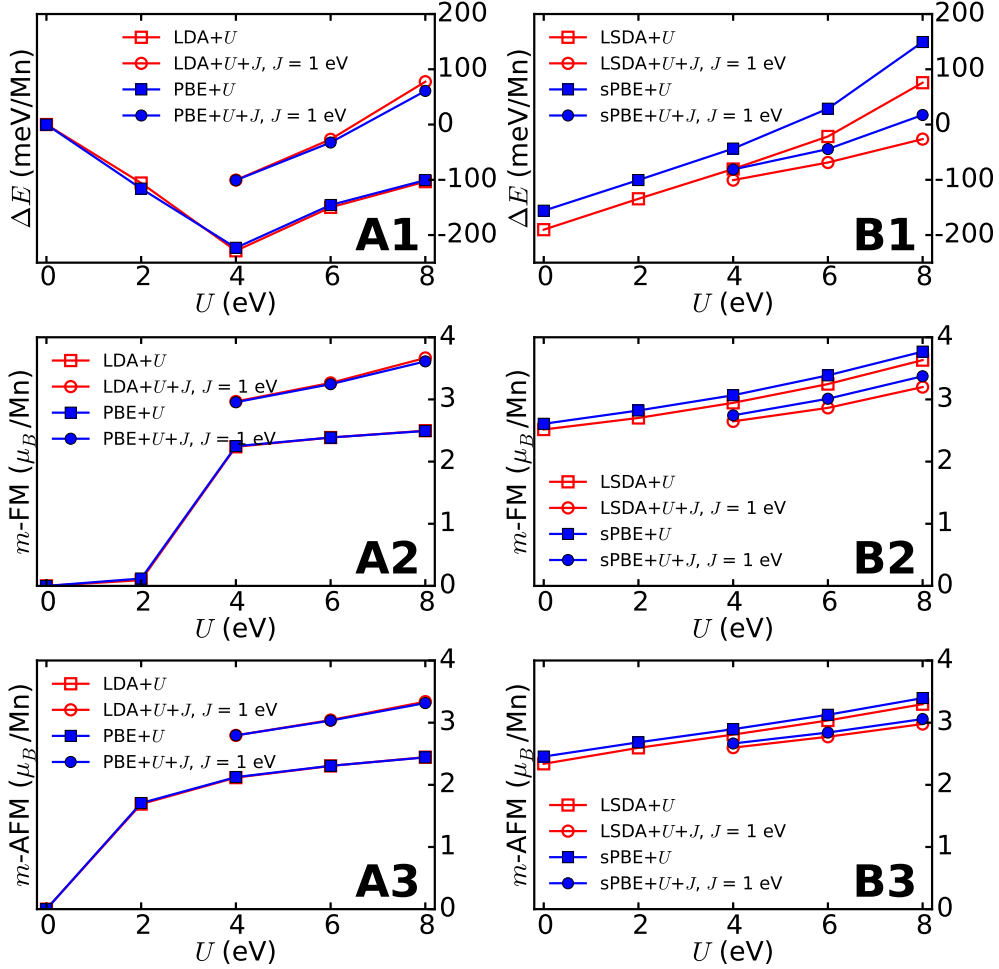 ΔE (meV/Mn)
LDA+U
LDA+U+J, J = 1 eV
PBE+U
PBE+U+J, J = 1 eV
200
100
0
-100
-200
A1
0 2 4 6 8
U (eV)
ΔE (meV/Mn)
LSDA+U
LSDA+U+J, J = 1 eV
sPBE+U
sPBE+U+J, J = 1 eV
200
100
0
-100
-200
B1
0 2 4 6 8
U (eV)
m-FM (μB/Mn)
LDA+U
LDA+U+J, J = 1 eV
PBE+U
PBE+U+J, J = 1 eV
4
3
2
1
0
A2
0 2 4 6 8
U (eV)
m-FM (μB/Mn)
LSDA+U
LSDA+U+J, J = 1 eV
sPBE+U
sPBE+U+J, J = 1 eV
4
3
2
1
0
B2
0 2 4 6 8
U (eV)
m-AFM (μB/Mn)
LDA+U
LDA+U+J, J = 1 eV
PBE+U
PBE+U+J, J = 1 eV
4
3
2
1
0
A3
0 2 4 6 8
U (eV)
m-AFM (μB/Mn)
LSDA+U
LSDA+U+J, J = 1 eV
sPBE+U
sPBE+U+J, J = 1 eV
4
3
2
1
0
B3
0 2 4 6 8
U (eV)